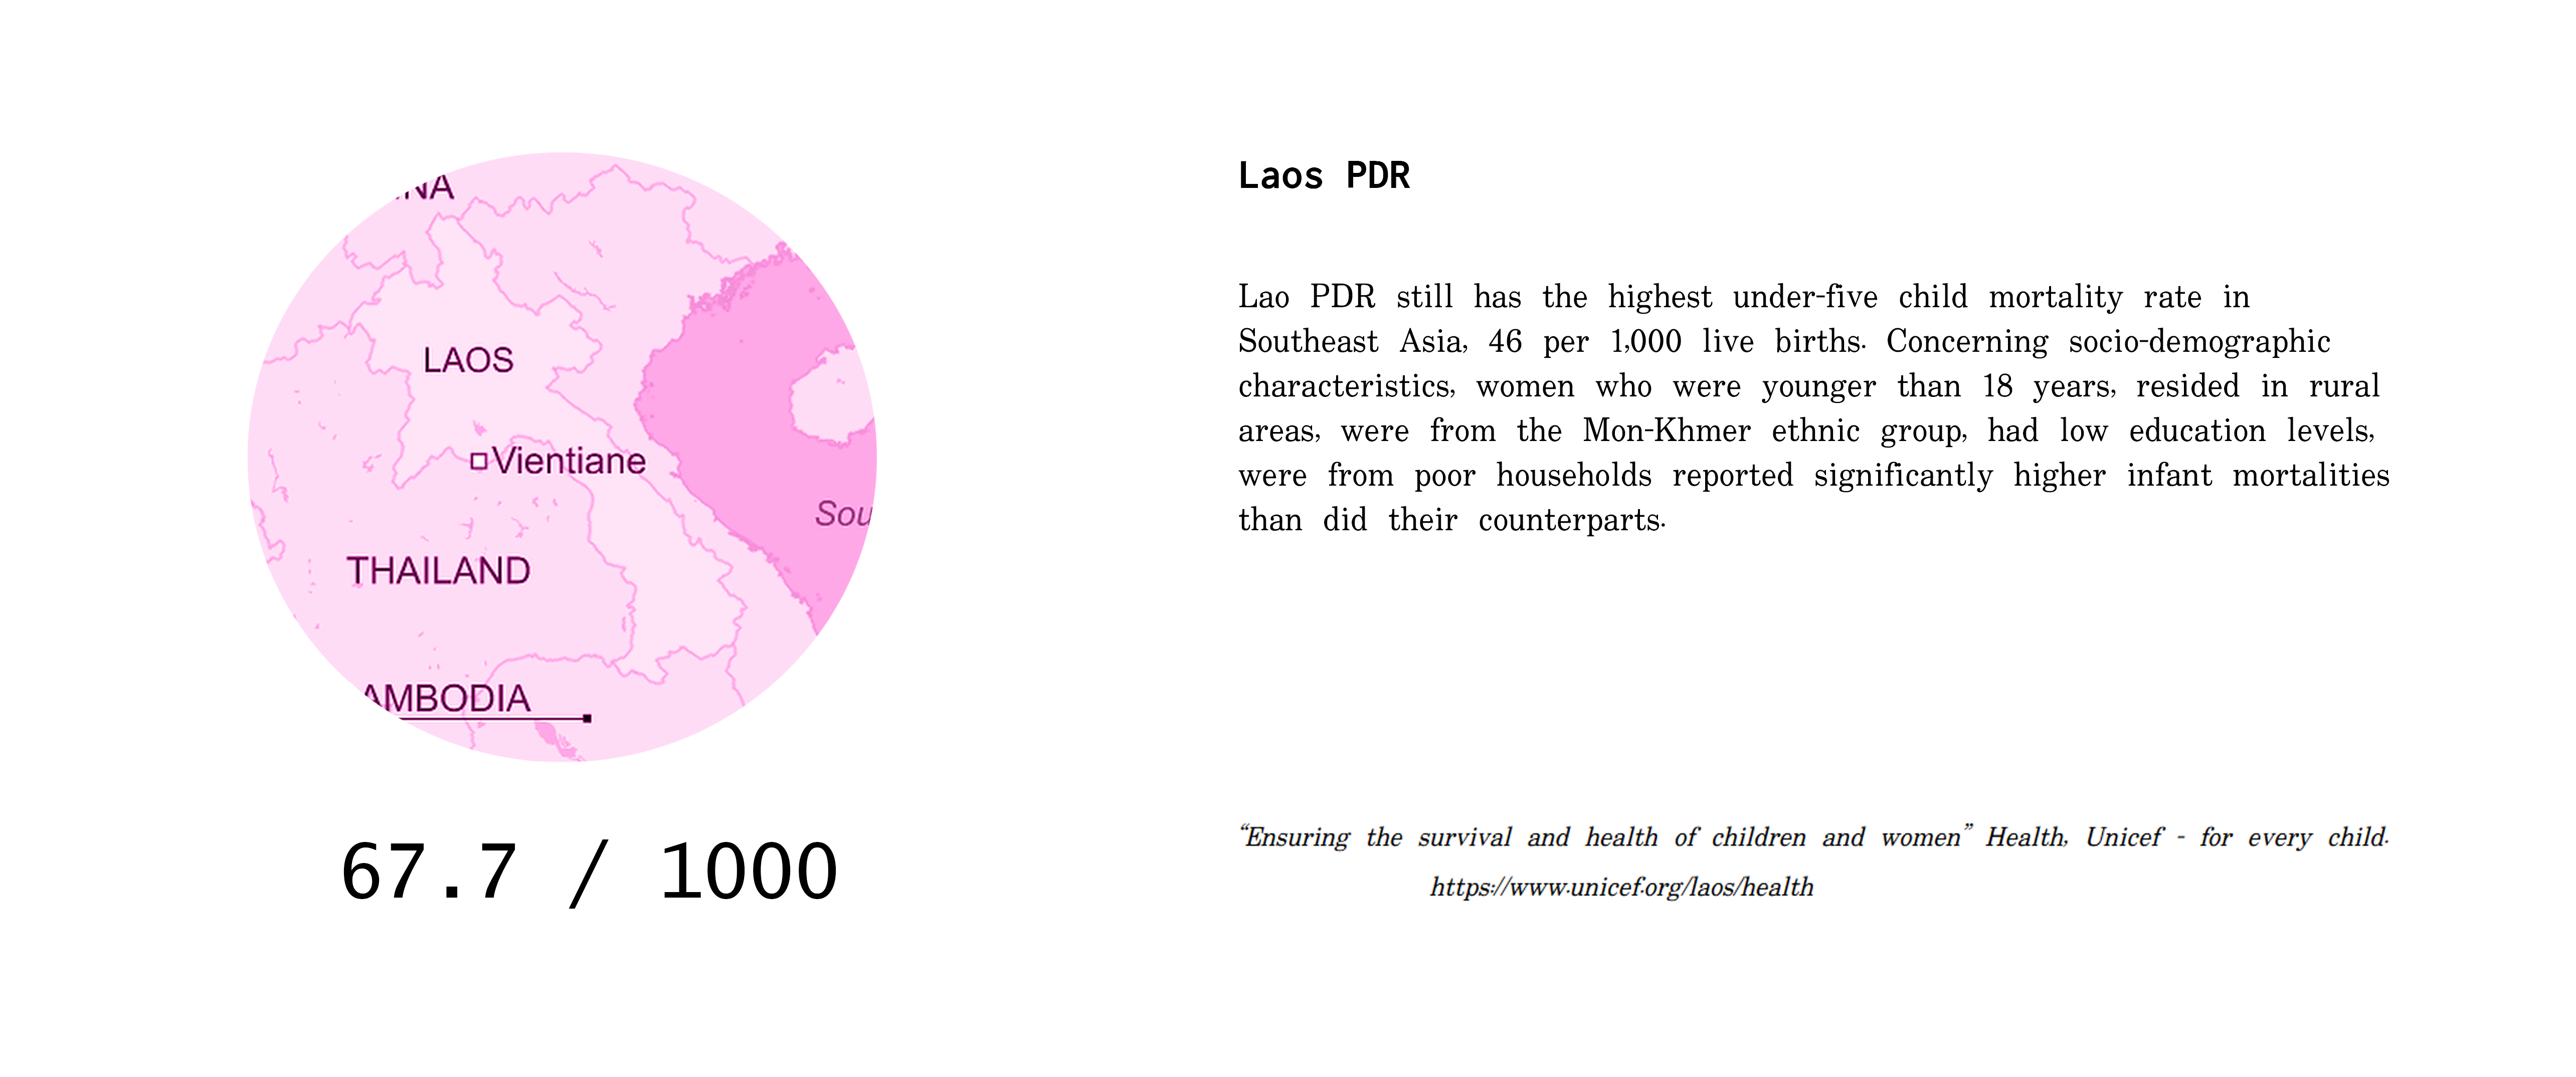 LAOS
Vientiane
THAILAND
67.7 / 1000
Laos PDR
Lao PDR still has the highest under-five child mortality rate in
Southeast Asia, 46 per 1,000 live births. Concerning socio-demographic
characteristics, women who were younger than 18 years, resided in rural
areas, were from the Mon-Khmer ethnic group, had low education levels,
were from poor households reported significantly higher infant mortalities
than did their counterparts.
“Ensuring the survival and health of children and women” Health, Unicef - for every child.
https://www.unicef.org/laos/health